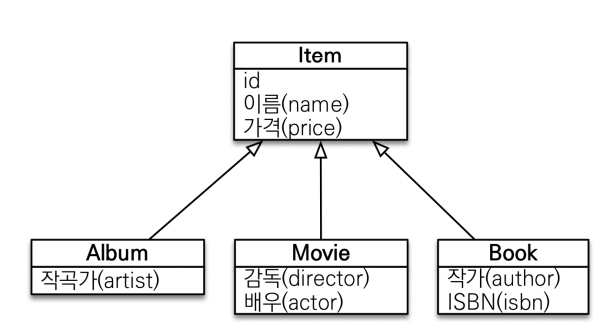 Item
id
이름(name)
가격(price)
Album
작곡가(artist)
Movie
감독(director)
배우(actor)
Book
작가(author)
ISBN(isbn)